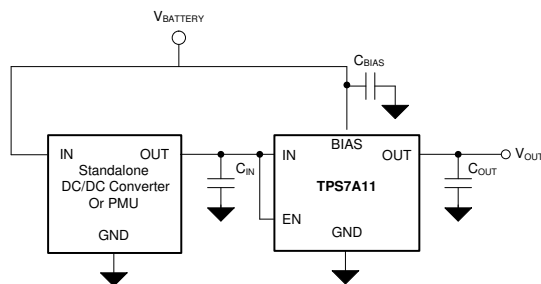 VBATTERY
CBIAS
IN
OUT
Standalone
DC/DC Converter
Or PMU
GND
CIN
IN
BIAS
OUT
TPS7A11
EN
GND
COUT
VOUT